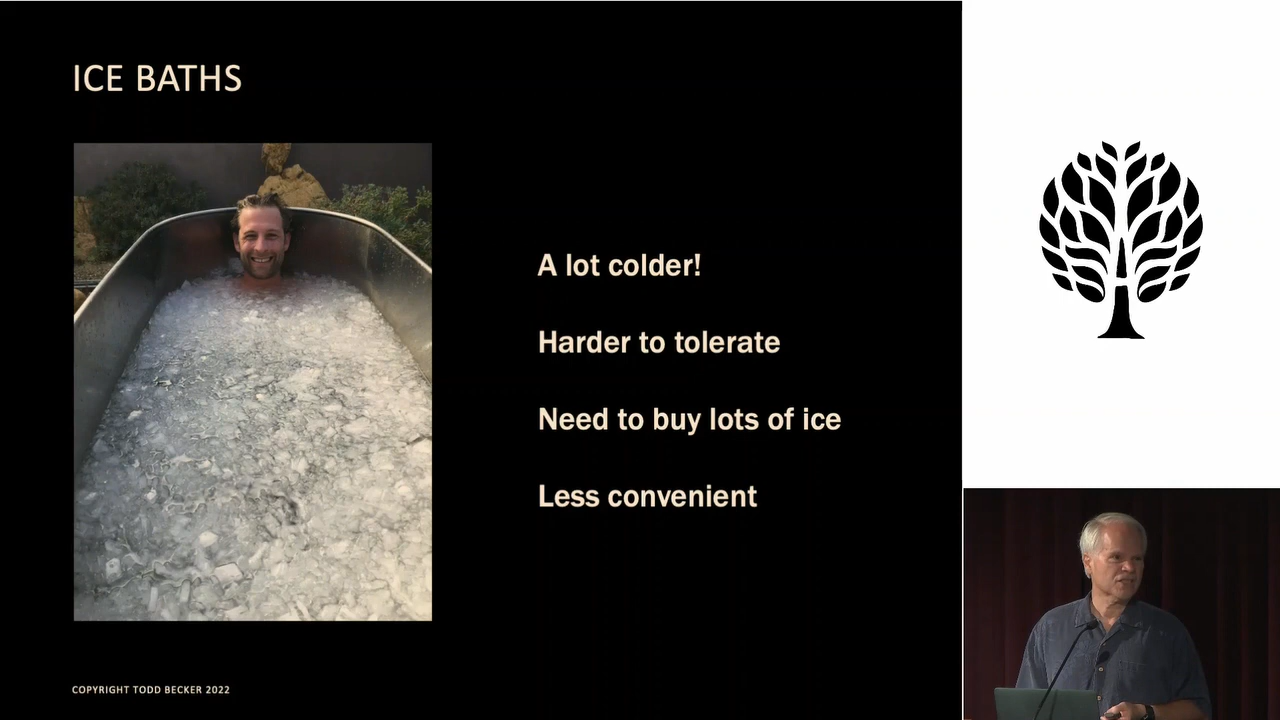 ICE BATHS
A lot colder!
Harder to tolerate
Need to buy lots of ice
Less convenient
COPYRIGHT TODD BECKER 2022